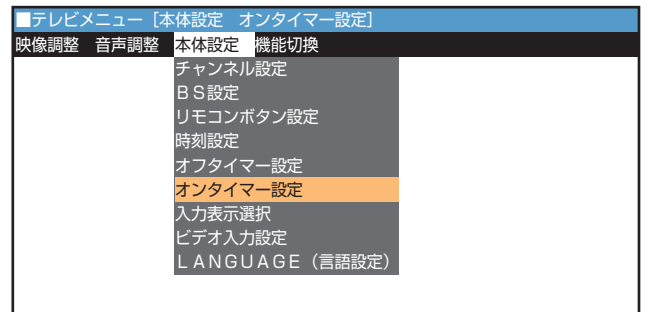 ■テレビメニュー［本体設定　オンタイマー設定］
映像調整　音声調整　本体設定　機能切換
チャンネル設定
ＢＳ設定
リモコンボタン設定
時刻設定
オフタイマー設定
オンタイマー設定
入力表示選択
ビデオ入力設定
ＬＡＮＧＵＡＧＥ（言語設定）